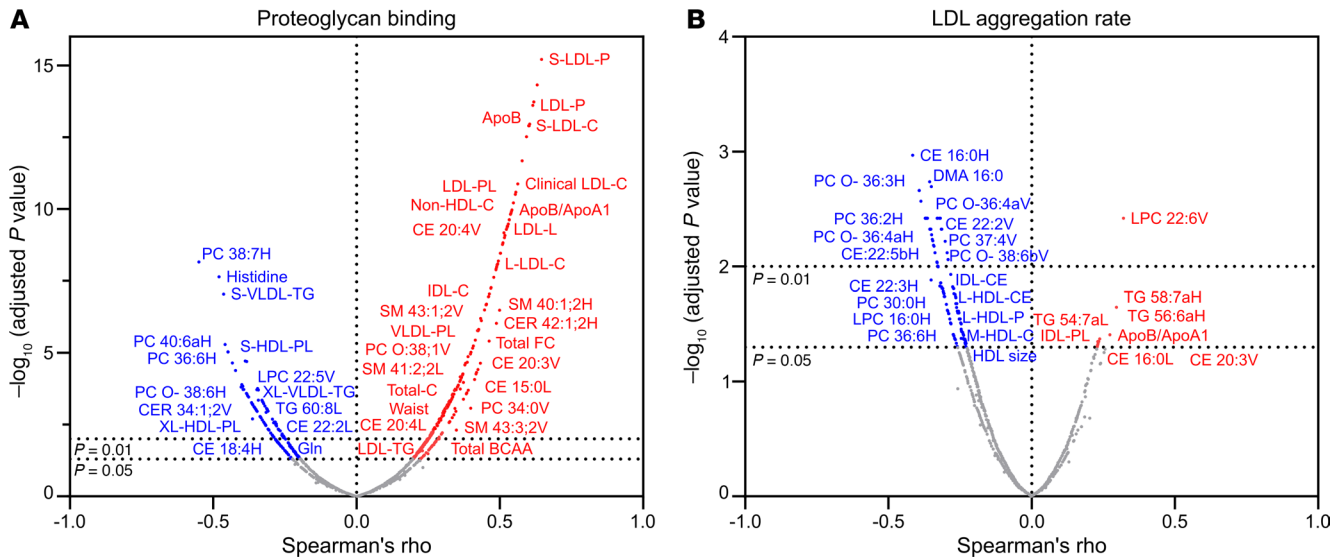 A
Proteoglycan binding
–log10 (adjusted P value)
15
10
5
0
-1.0
-0.5
0.0
0.5
1.0
Spearman's rho
S-LDL-P
LDL-P
ApoB
S-LDL-C
LDL-PL
Clinical LDL-C
Non-HDL-C
ApoB/ApoA1
CE 20:4V
LDL-L
L-LDL-C
IDL-C
SM 40:1;2H
SM 43:1;2V
CER 42:1;2H
VLDL-PL
Total FC
PC O:38;1V
CE 20:3V
SM 41:2;2L
Total-C
CE 15:0L
Waist
PC 34:0V
CE 20:4L
SM 43:3;2V
LDL-TG
Total BCAA
PC 38:7H
Histidine
S-VLDL-TG
PC 40:6aH
S-HDL-PL
PC 36:6H
LPC 22:5V
PC O- 38:6H
XL-VLDL-TG
CER 34:1;2V
TG 60:8L
XL-HDL-PL
CE 22:2L
CE 18:4H
Gln
P = 0.01
P = 0.05
B
LDL aggregation rate
–log10 (adjusted P value)
4
3
2
1
0
-1.0
-0.5
0.0
0.5
1.0
Spearman's rho
CE 16:0H
PC O- 36:3H
DMA 16:0
PC O-36:4aV
PC 36:2H
CE 22:2V
PC O- 36:4aH
PC 37:4V
CE:22:5bH
PC O- 38:6bV
P = 0.01
CE 22:3H
IDL-CE
PC 30:0H
L-HDL-CE
LPC 16:0H
L-HDL-P
PC 36:6H
M-HDL-C
HDL size
P = 0.05
LPC 22:6V
TG 58:7aH
TG 54:7aL
TG 56:6aH
IDL-PL
ApoB/ApoA1
CE 16:0L
CE 20:3V